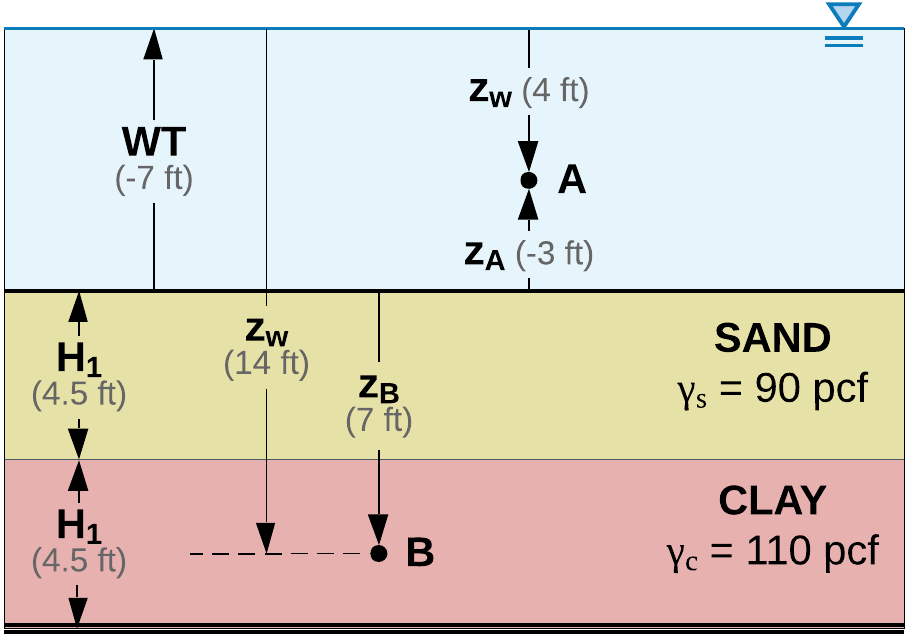 zw (4 ft)
WT
(-7 ft)
A
zA (-3 ft)
SAND
γs = 90 pcf
H1
(4.5 ft)
zw
(14 ft)
zB
(7 ft)
CLAY
γc = 110 pcf
H1
(4.5 ft)
B